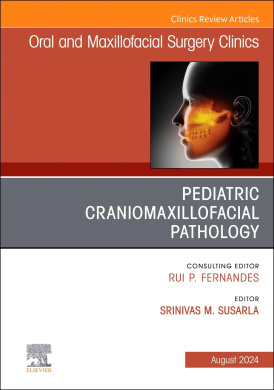 Clinics Review Articles
Oral and Maxillofacial Surgery Clinics
PEDIATRIC
CRANIOMAXILLOFACIAL
PATHOLOGY
CONSULTING EDITOR
RUI P. FERNANDES
EDITOR
SRINIVAS M. SUSARLA
ELSEVIER
August 2024